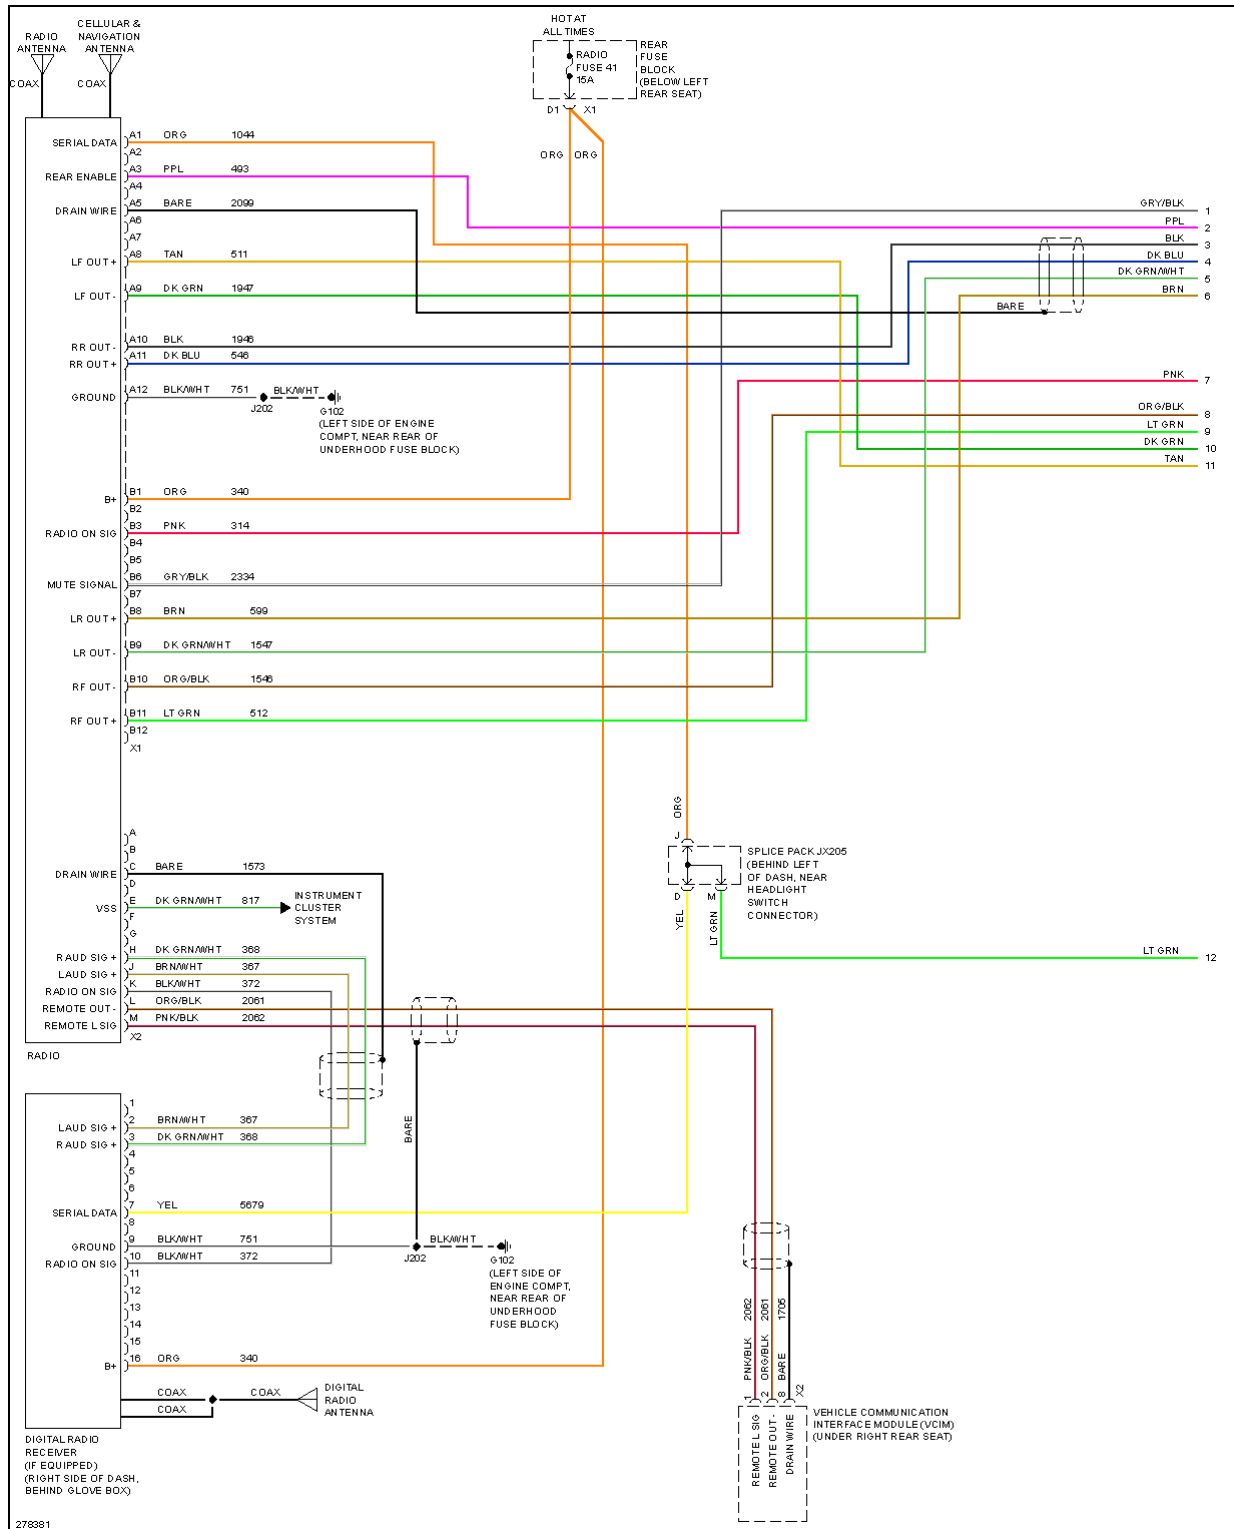 RADIO
ANTENNA
CELLULAR &
NAVIGATION
ANTENNA
COAX
COAX
HOT AT
ALL TIMES
RADIO
FUSE 41
15A
REAR
FUSE
BLOCK
(BELOW LEFT
REAR SEAT)
D1 X1
ORG ORG
SERIAL DATA A1 ORG 1044
A2
REAR ENABLE A3 PPL 493
A4
DRAIN WIRE A5 BARE 2099
A6
A7
LF OUT + A8 TAN 511
LF OUT - A9 DK GRN 1947
RR OUT - A10 BLK 1946
RR OUT + A11 DK BLU 546
GROUND A12 BLK/WHT 751 BLK/WHT
J202
G102
(LEFT SIDE OF ENGINE
COMPT, NEAR REAR OF
UNDERHOOD FUSE BLOCK)
GRY/BLK 1
PPL 2
BLK 3
DK BLU 4
DK GRN/WHT 5
BRN 6
BARE
PNK 7
ORG/BLK 8
LT GRN 9
DK GRN 10
TAN 11
B+ B1 ORG 340
B2
RADIO ON SIG B3 PNK 314
B4
B5
MUTE SIGNAL B6 GRY/BLK 2334
B7
LR OUT + B8 BRN 599
LR OUT - B9 DK GRN/WHT 1547
RF OUT - B10 ORG/BLK 1546
RF OUT + B11 LT GRN 512
B12
X1
A
B
DRAIN WIRE C BARE 1573
D
VSS E DK GRN/WHT 817
INSTRUMENT
CLUSTER
SYSTEM
F
G
R AUD SIG + H DK GRN/WHT 368
L AUD SIG + J BRN/WHT 367
RADIO ON SIG K BLK/WHT 372
REMOTE OUT - L ORG/BLK 2061
REMOTE L SIG M PNK/BLK 2062
X2
RADIO
ORG
J
SPLICE PACK JX205
(BEHIND LEFT
OF DASH, NEAR
HEADLIGHT
SWITCH
CONNECTOR)
D M
YEL
LT GRN
LT GRN 12
BARE
1
L AUD SIG + 2 BRN/WHT 367
R AUD SIG + 3 DK GRN/WHT 368
4
5
6
SERIAL DATA 7 YEL 5679
8
GROUND 9 BLK/WHT 751 BLK/WHT
RADIO ON SIG 10 BLK/WHT 372
J202
G102
(LEFT SIDE OF
ENGINE COMPT,
NEAR REAR OF
UNDERHOOD
FUSE BLOCK)
11
12
13
14
15
B+ 16 ORG 340
COAX COAX
COAX
DIGITAL
RADIO
ANTENNA
DIGITAL RADIO
RECEIVER
(IF EQUIPPED)
(RIGHT SIDE OF DASH,
BEHIND GLOVE BOX)
1 PNK/BLK 2062
2 ORG/BLK 2061
8 BARE 1705
X2
REMOTE L SIG
REMOTE OUT -
DRAIN WIRE
VEHICLE COMMUNICATION
INTERFACE MODULE (VCIM)
(UNDER RIGHT REAR SEAT)
278381